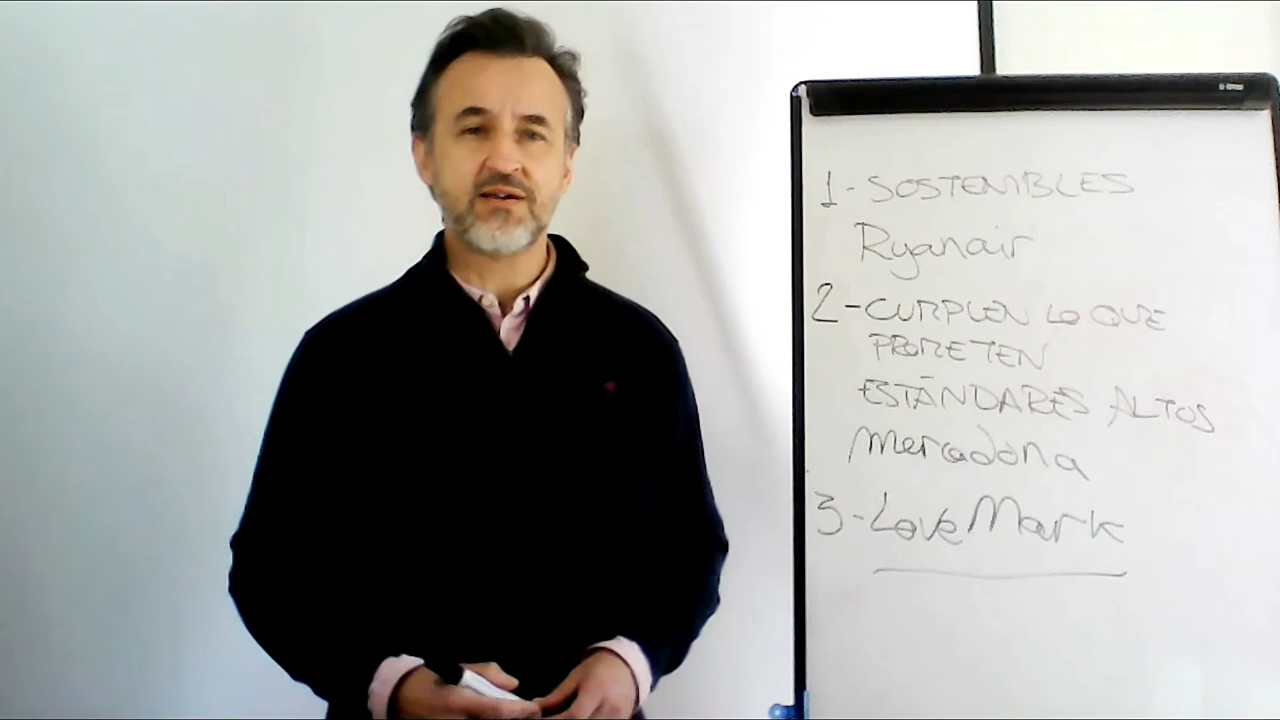 1- SOSTENIBLES
Ryanair
2- CUMPLEN LO QUE
PROMETEN
ESTÁNDARES ALTOS
Mercadona
3- LoveMark